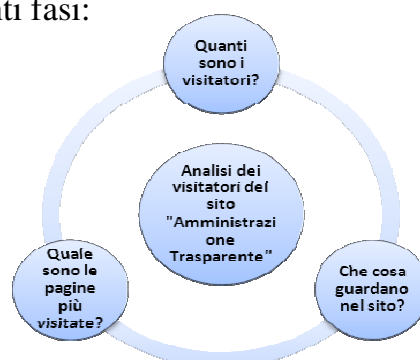 fasi:
Quanti
sono i
visitatori?
Analisi dei
visitatori del
sito
"Amministrazi
one
Trasparente"
Quale
sono le
pagine
più
visitate?
Che cosa
guardano
nel sito?